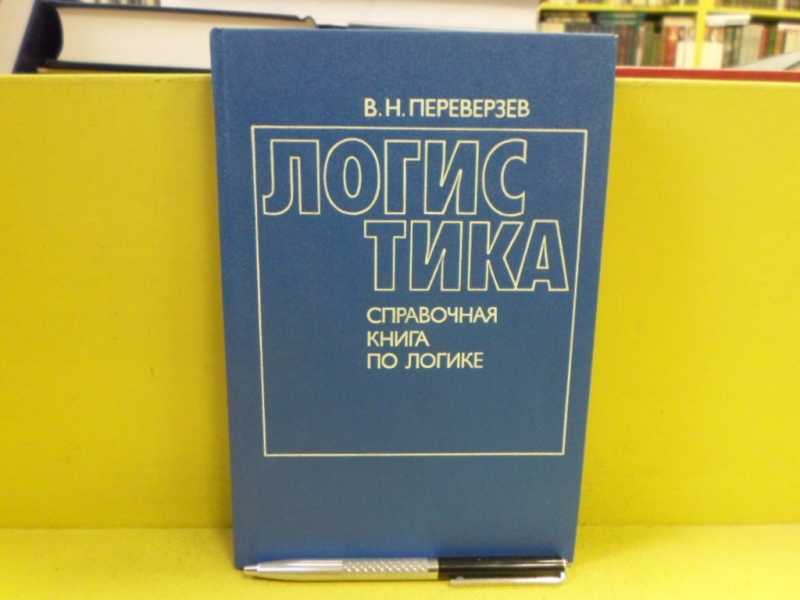 В. Н. ПЕРЕВЕРЗЕВ
ЛОГИС
ТИКА
СПРАВОЧНАЯ
КНИГА
ПО ЛОГИКЕ